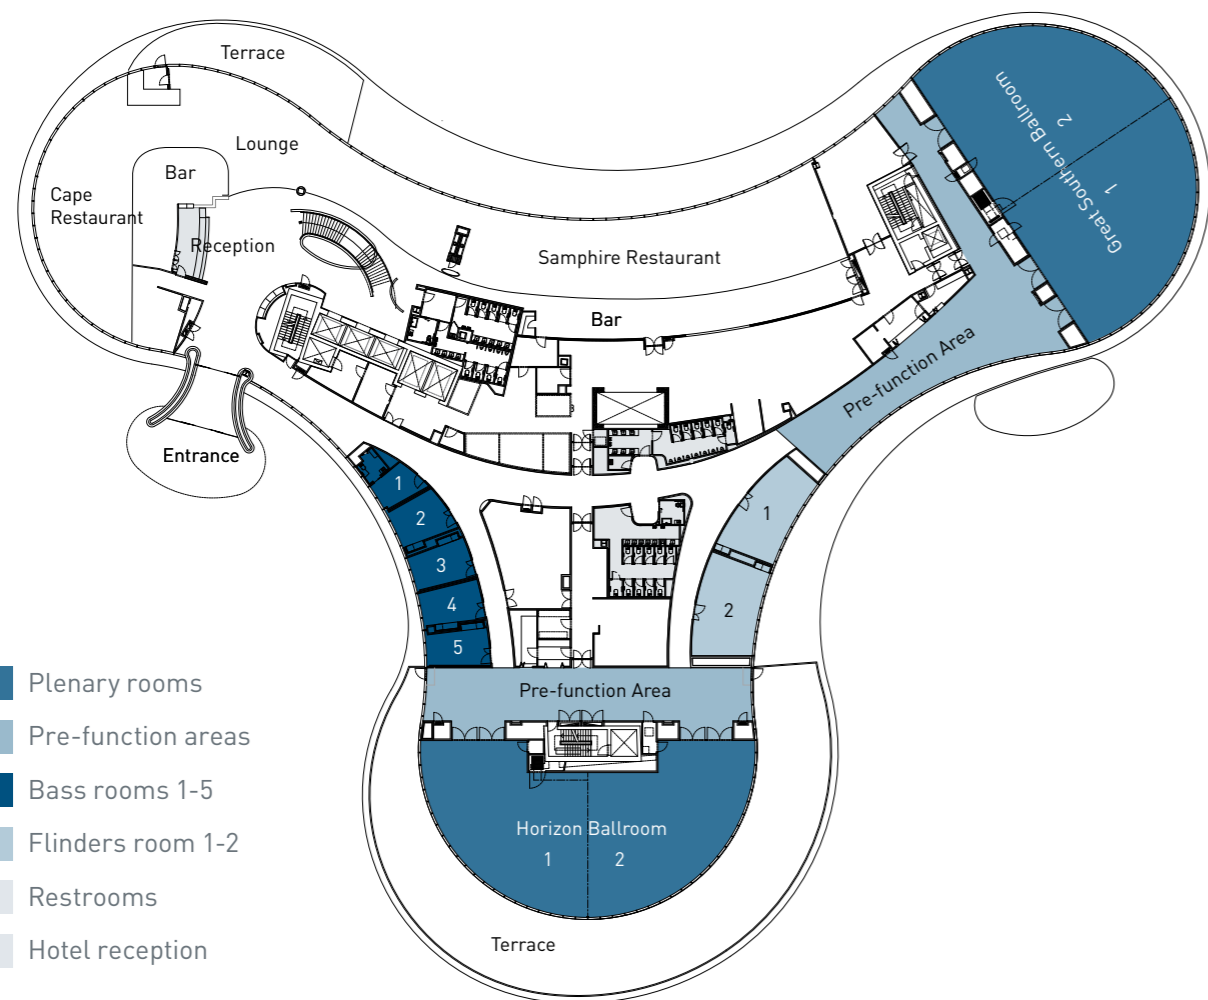 Terrace
Lounge
Bar
Cape
Restaurant
Reception
Samphire Restaurant
Bar
Great Southern Ballroom
2
1
Pre-function Area
Entrance
1
2
3
4
5
1
2
Pre-function Area
Horizon Ballroom
1 2
Terrace
Plenary rooms
Pre-function areas
Bass rooms 1-5
Flinders room 1-2
Restrooms
Hotel reception